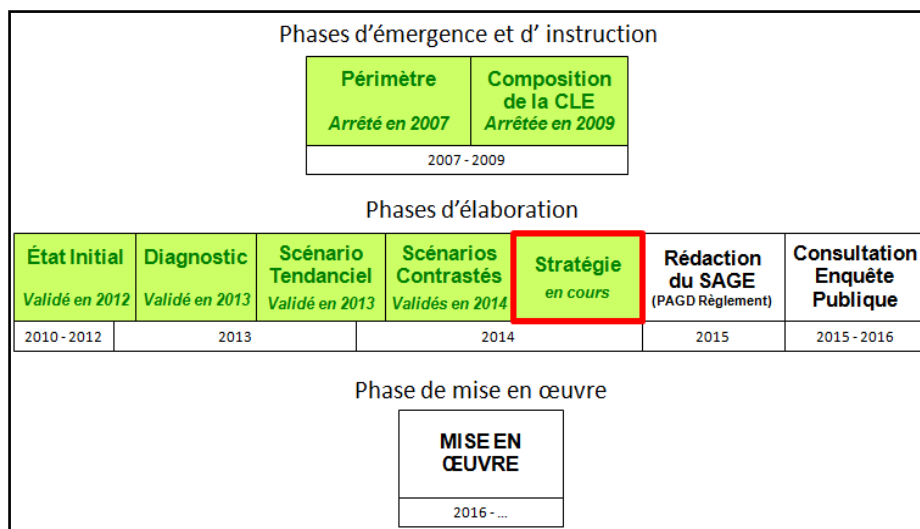 Phases d'émergence et d' instruction
Périmètre
Arrêté en 2007
Composition
de la CLE
Arrêtée en 2009
2007 - 2009
Phases d'élaboration
État Initial
Validé en 2012
Diagnostic
Validé en 2013
Scénario
Tendanciel
Validé en 2013
Scénarios
Contrastés
Validés en 2014
Stratégie
en cours
Rédaction
du SAGE
(PAGD Règlement)
Consultation
Enquête
Publique
2010 - 2012
2013
2014
2015
2015 - 2016
Phase de mise en œuvre
MISE EN
ŒUVRE
2016 - ...